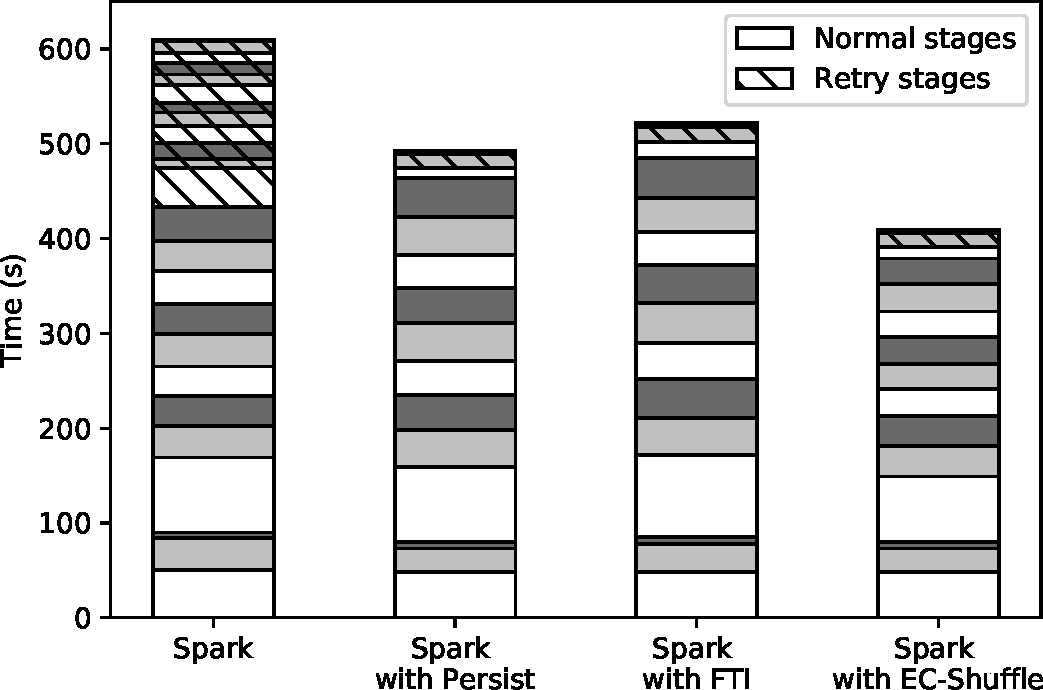 Normal stages
Retry stages
600
500
400
300
200
100
0
Time (s)
Spark
Spark
with Persist
Spark
with FTI
Spark
with EC-Shuffle